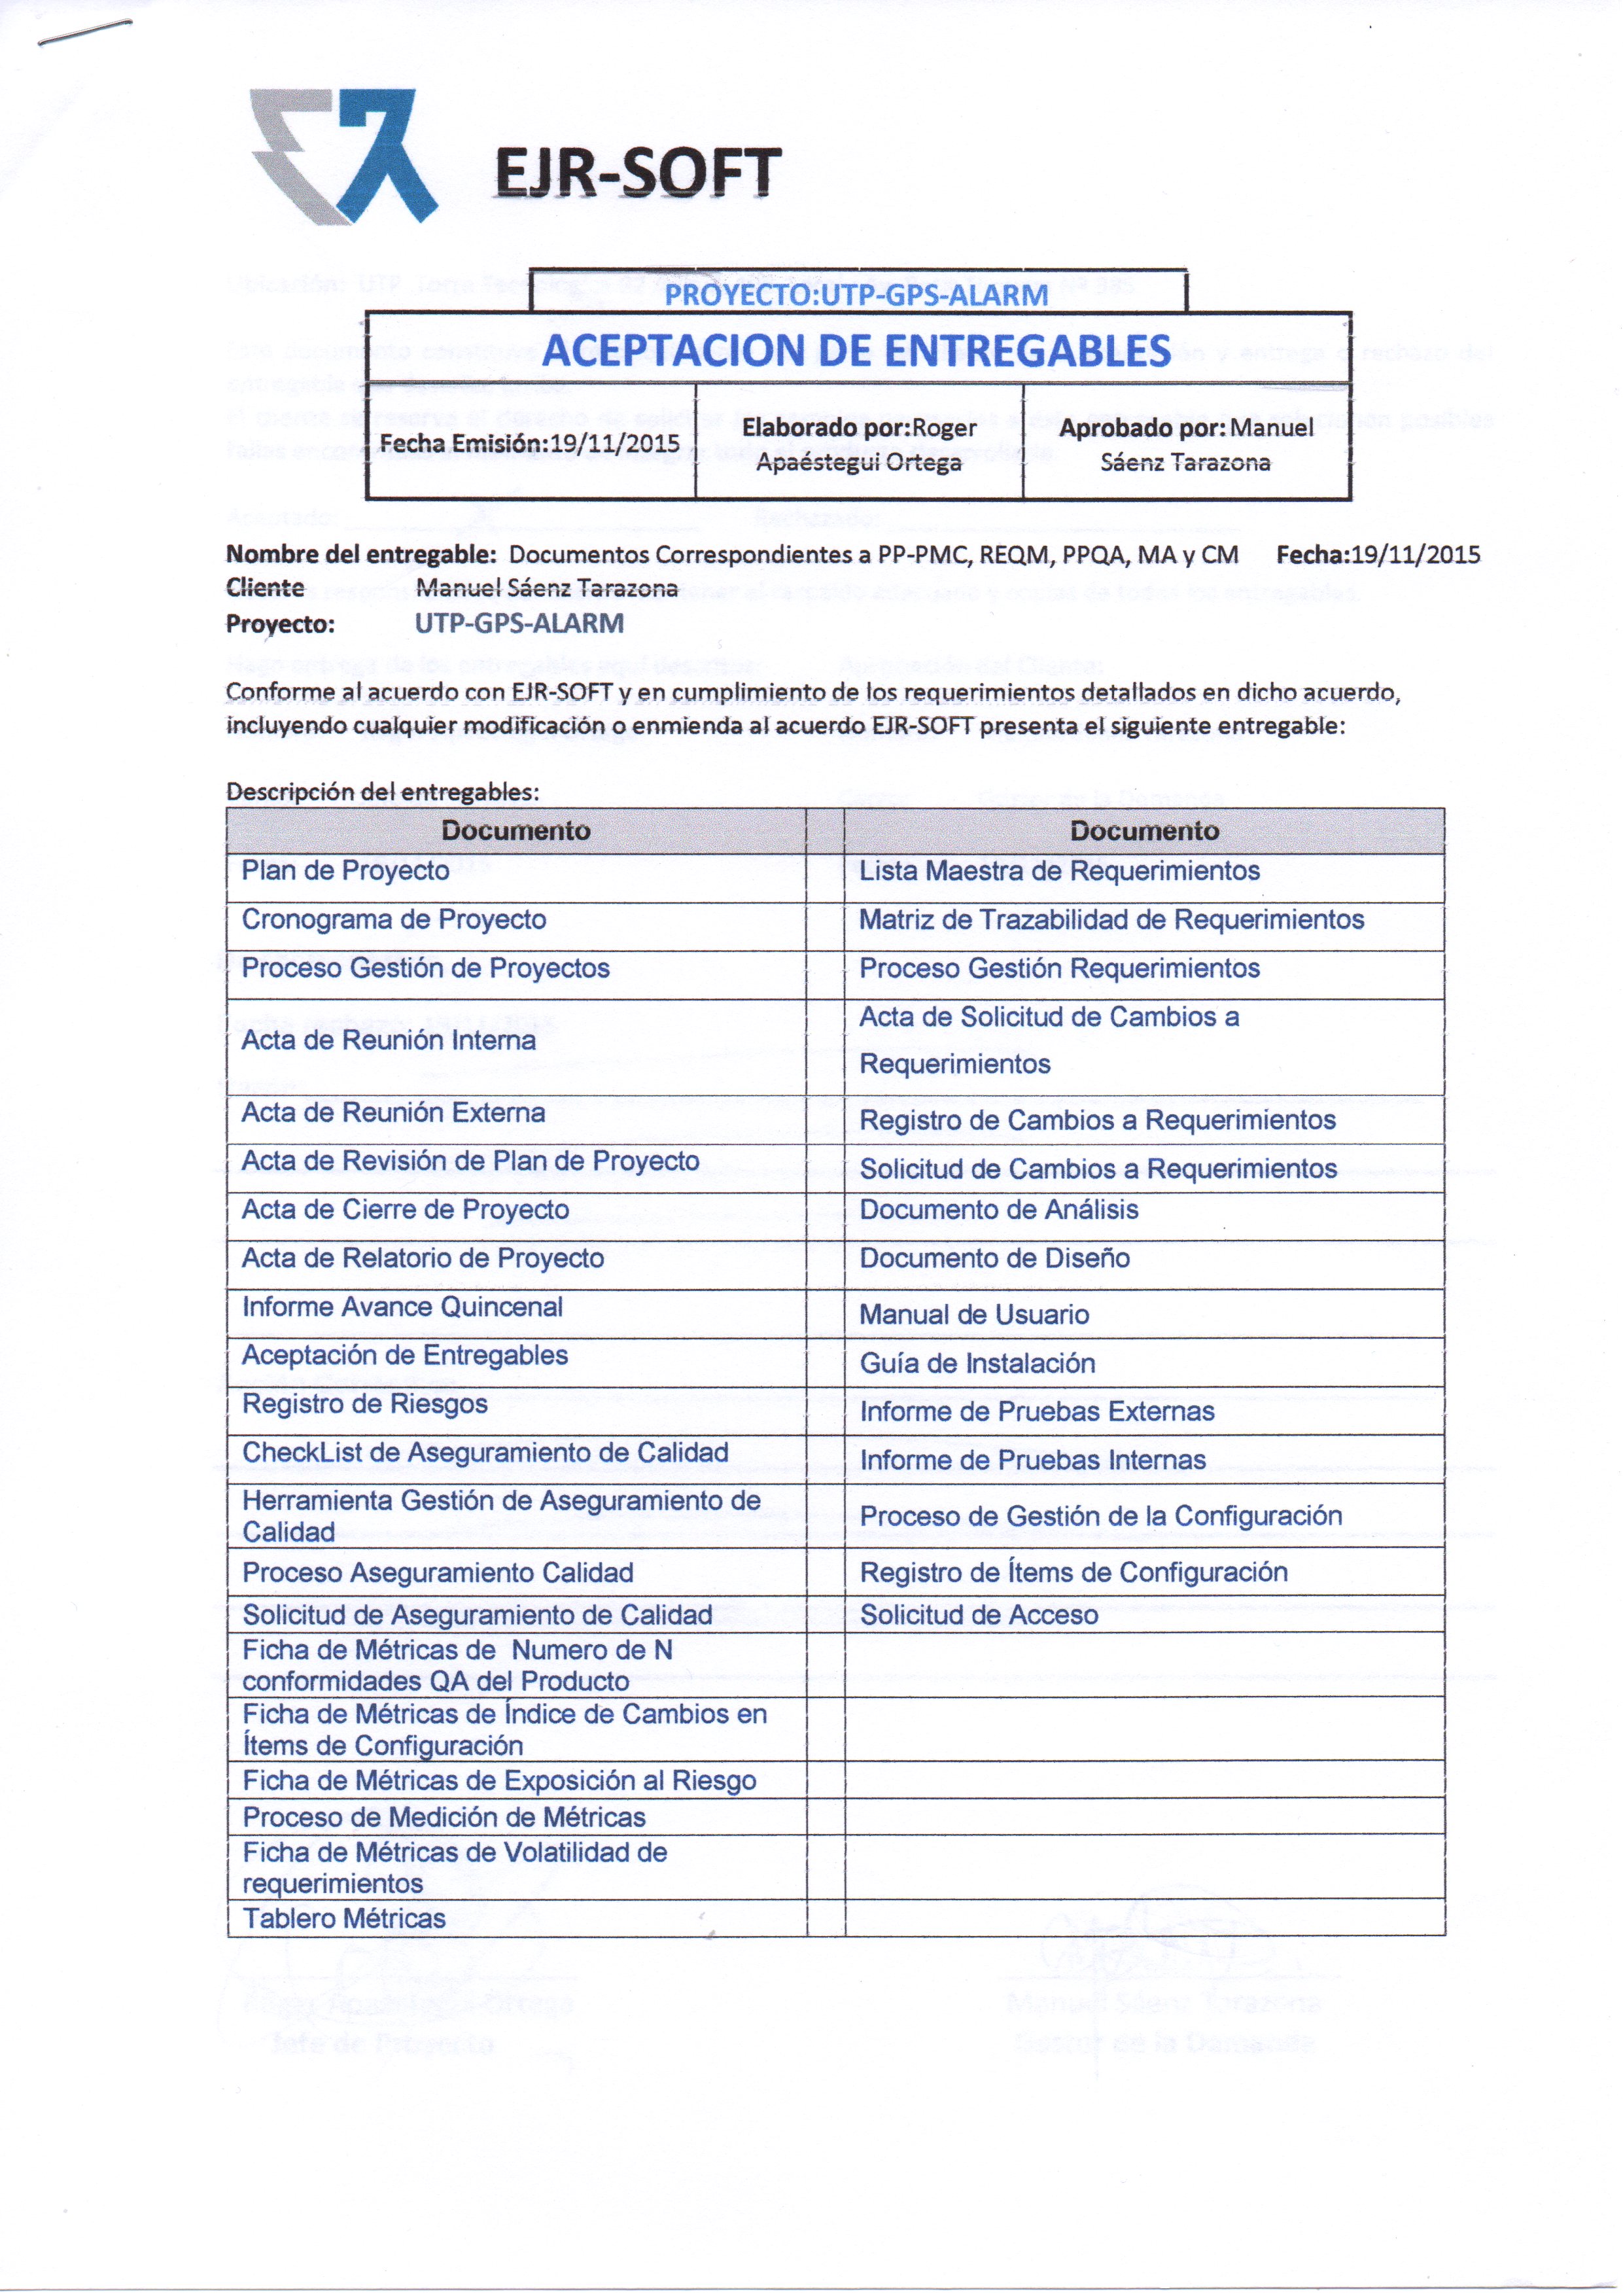 EJR-SOFT
PROYECTO:UTP-GPS-ALARM
ACEPTACION DE ENTREGABLES
Fecha Emisión:19/11/2015
Elaborado por:Roger
Apaéstegui Ortega
Aprobado por: Manuel
Sáenz Tarazona
Nombre del entregable: Documentos Correspondientes a PP-PMC, REQM, PPQA, MA y CM Fecha:19/11/2015
Cliente Manuel Sáenz Tarazona
Proyecto: UTP-GPS-ALARM
Conforme al acuerdo con EJR-SOFT y en cumplimiento de los requerimientos detallados en dicho acuerdo,
incluyendo cualquier modificación o enmienda al acuerdo EJR-SOFT presenta el siguiente entregable:
Descripción del entregables:
Documento Documento
Plan de Proyecto Lista Maestra de Requerimientos
Cronograma de Proyecto Matriz de Trazabilidad de Requerimientos
Proceso Gestión de Proyectos Proceso Gestión Requerimientos
Acta de Reunión Interna Acta de Solicitud de Cambios a
Requerimientos
Acta de Reunión Externa Registro de Cambios a Requerimientos
Acta de Revisión de Plan de Proyecto Solicitud de Cambios a Requerimientos
Acta de Cierre de Proyecto Documento de Análisis
Acta de Relatorio de Proyecto Documento de Diseño
Informe Avance Quincenal Manual de Usuario
Aceptación de Entregables Guía de Instalación
Registro de Riesgos Informe de Pruebas Externas
CheckList de Aseguramiento de Calidad Informe de Pruebas Internas
Herramienta Gestión de Aseguramiento de
Calidad Proceso de Gestión de la Configuración
Proceso Aseguramiento Calidad Registro de Ítems de Configuración
Solicitud de Aseguramiento de Calidad Solicitud de Acceso
Ficha de Métricas de Numero de N
conformidades QA del Producto
Ficha de Métricas de Índice de Cambios en
Ítems de Configuración
Ficha de Métricas de Exposición al Riesgo
Proceso de Medición de Métricas
Ficha de Métricas de Volatilidad de
requerimientos
Tablero Métricas